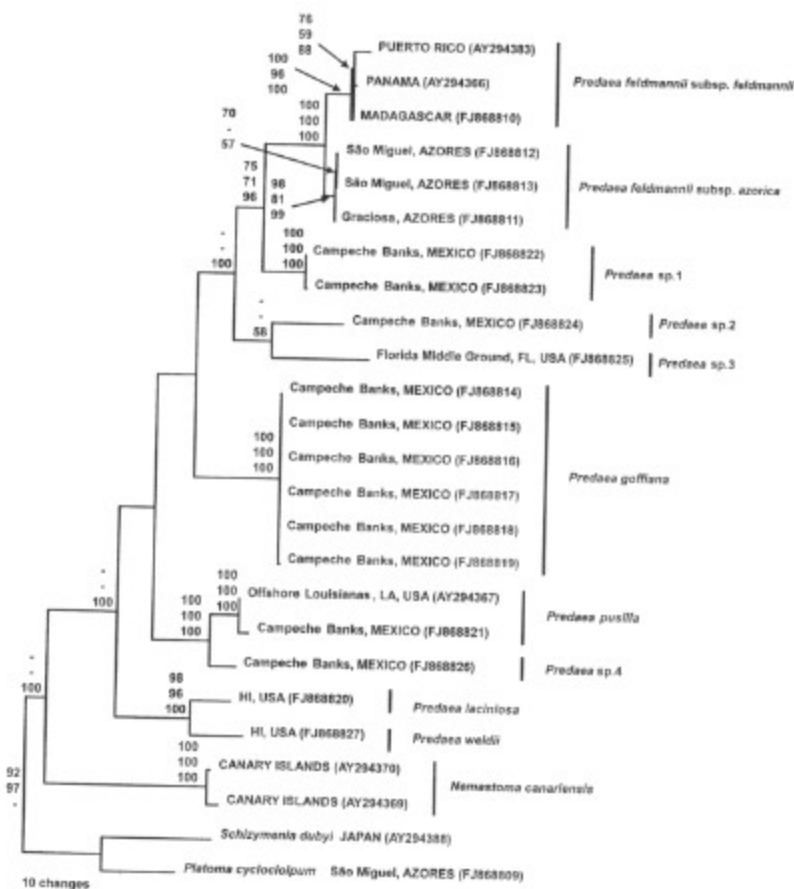 76
59
88
PUERTO RICO (AY294383)
100
96
100
PANAMA (AY294366)
Predaea feldmannii subsp. feldmannii
100
100
100
MADAGASCAR (FJ868810)
70
-
57
São Miguel, AZORES (FJ868812)
75
71
96
98
81
99
São Miguel, AZORES (FJ868813)
Predaea feldmannii subsp. azorica
Graciosa, AZORES (FJ868811)
-
-
100
100
100
100
Campeche Banks, MEXICO (FJ868822)
Predaea sp.1
Campeche Banks, MEXICO (FJ868823)
-
-
58
Campeche Banks, MEXICO (FJ868824)
Predaea sp.2
Florida Middle Ground, FL, USA (FJ868825)
Predaea sp.3
Campeche Banks, MEXICO (FJ868814)
Campeche Banks, MEXICO (FJ868815)
100
100
100
Campeche Banks, MEXICO (FJ868816)
Predaea goffiana
Campeche Banks, MEXICO (FJ868817)
Campeche Banks, MEXICO (FJ868818)
Campeche Banks, MEXICO (FJ868819)
-
-
100
100
100
100
100
100
100
Offshore Louisianas , LA, USA (AY294367)
Predaea pusilla
Campeche Banks, MEXICO (FJ868821)
Campeche Banks, MEXICO (FJ868826)
Predaea sp.4
-
-
100
98
96
100
HI, USA (FJ868820)
Predaea laciniosa
HI, USA (FJ868827)
Predaea weldii
100
100
100
CANARY ISLANDS (AY294370)
Nemastoma canariensis
CANARY ISLANDS (AY294369)
92
97
-
Schizymenia dubyi JAPAN (AY294388)
Platoma cyclocolpum São Miguel, AZORES (FJ868809)
10 changes